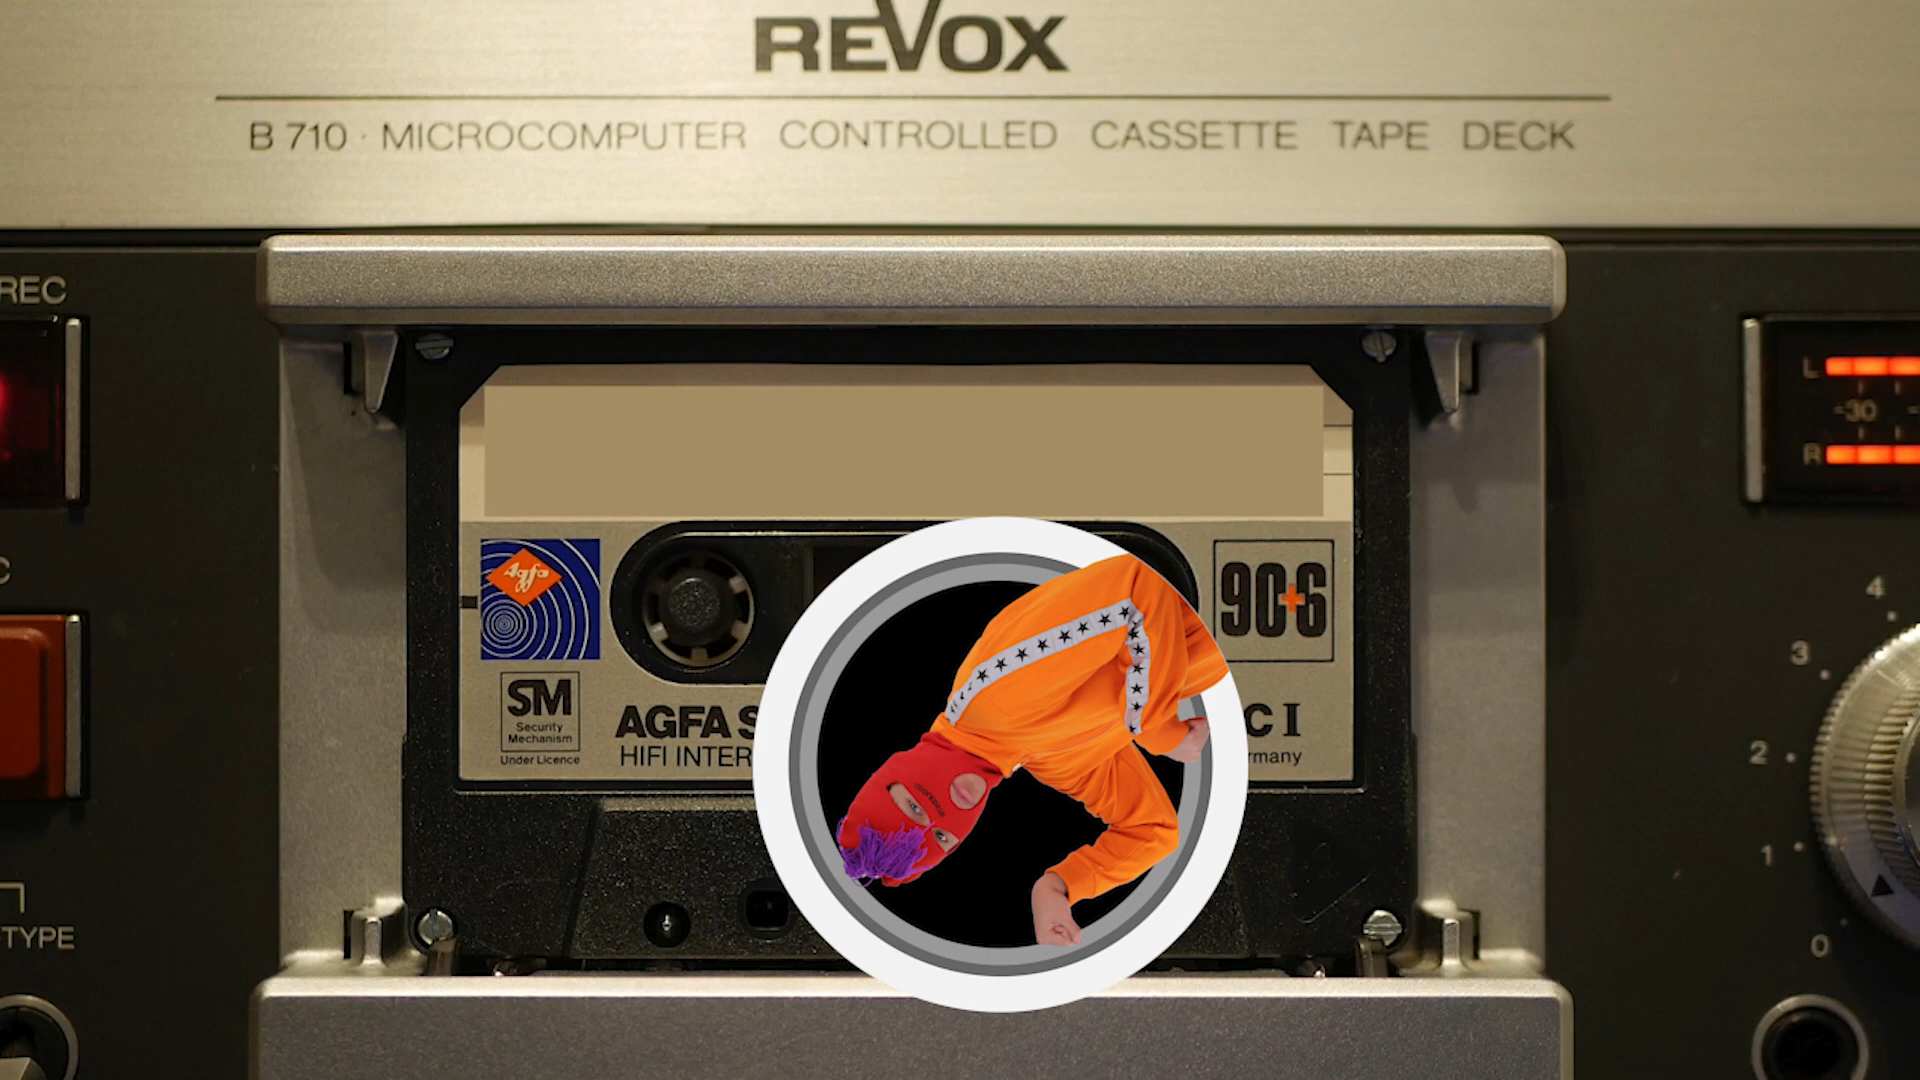 REVOX
B 710 · MICROCOMPUTER CONTROLLED CASSETTE TAPE DECK
REC
L
-30
R
Agfa
90+6
SM
Security
Mechanism
Under Licence
AGFA S
HIFI INTER
C I
rmany
C
4
3
2
1
0
TYPE